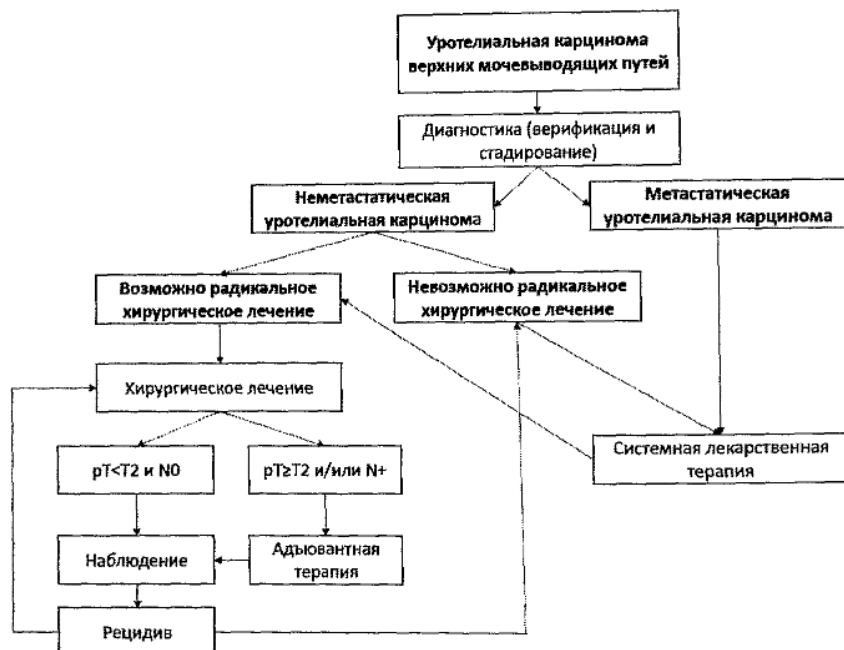 Уротелиальная карцинома
верхних мочевыводящих путей
Диагностика (верификация и
стадирование)
Неметастатическая
уротелиальная карцинома
Метастатическая
уротелиальная карцинома
Возможно радикальное
хирургическое лечение
Невозможно радикальное
хирургическое лечение
Хирургическое лечение
Системная лекарственная
терапия
pT<T2 и N0
pT≥T2 и/или N+
Наблюдение
Адъювантная
терапия
Рецидив